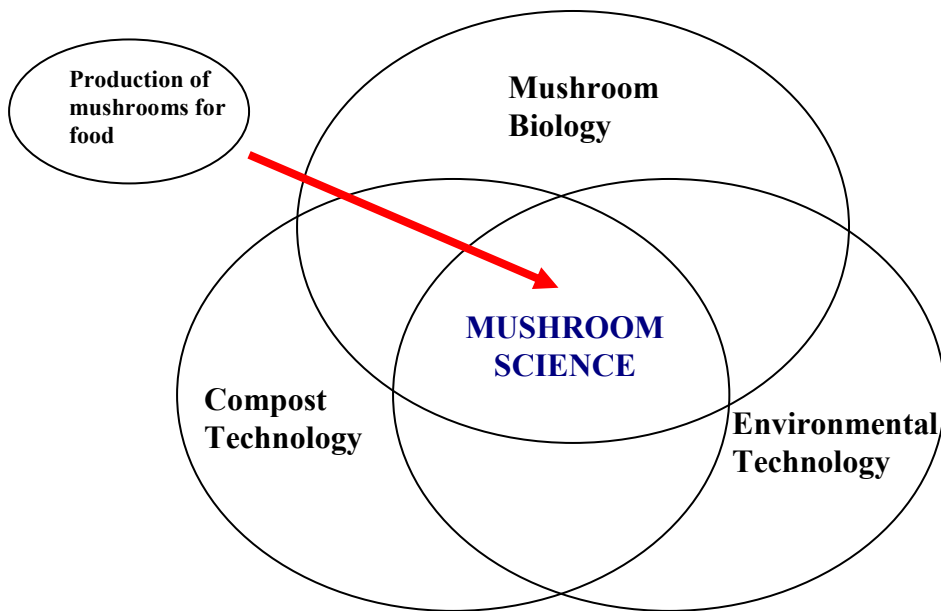 Production of
mushrooms for
food
Mushroom
Biology
MUSHROOM
SCIENCE
Compost
Technology
Environmental
Technology